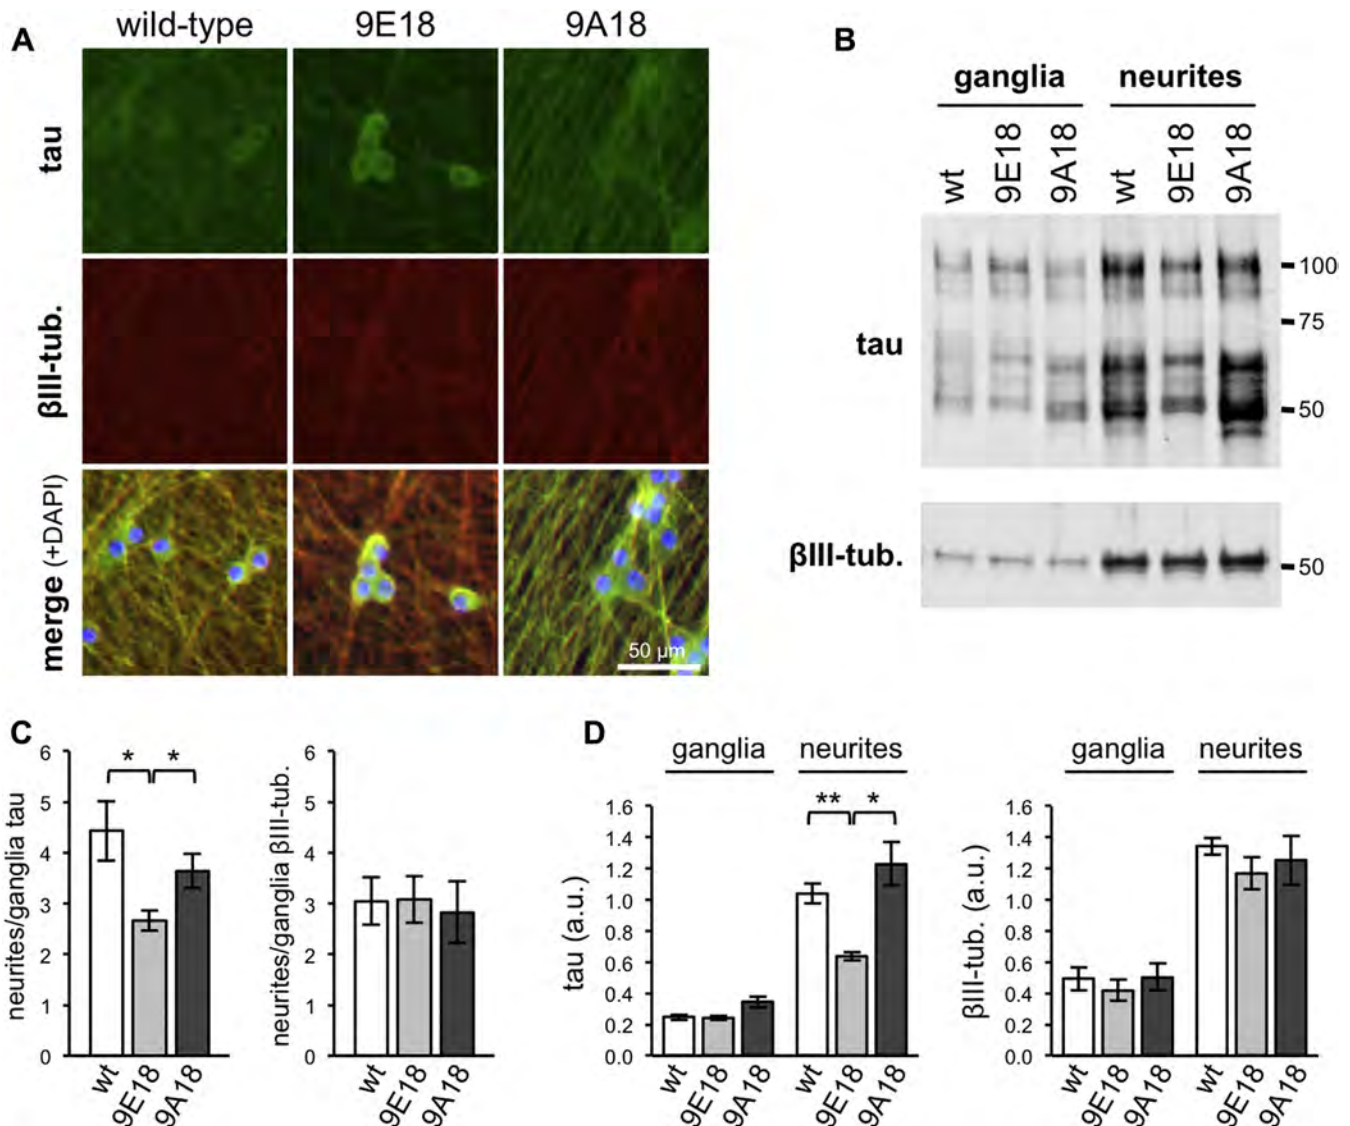 A
wild-type
9E18
9A18
tau
βIII-tub.
merge (+DAPI)
50 µm
B
ganglia
neurites
wt
9E18
9A18
wt
9E18
9A18
tau
100
75
50
βIII-tub.
50
C
neurites/ganglia tau
6
5
4
3
2
1
0
*
*
wt
9E18
9A18
neurites/ganglia βIII-tub.
6
5
4
3
2
1
0
wt
9E18
9A18
D
ganglia
neurites
tau (a.u.)
1.6
1.4
1.2
1.0
0.8
0.6
0.4
0.2
0.0
**
*
wt
9E18
9A18
wt
9E18
9A18
ganglia
neurites
βIII-tub. (a.u.)
1.6
1.4
1.2
1.0
0.8
0.6
0.4
0.2
0.0
wt
9E18
9A18
wt
9E18
9A18